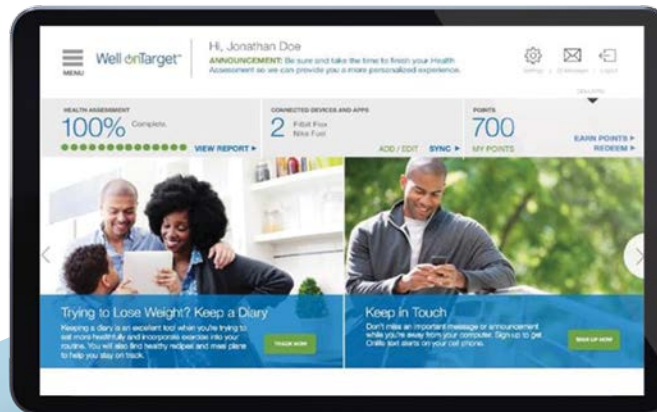 MENU
Well onTarget
Hi, Jonathan Doe
ANNOUNCEMENT: Be sure and take the time to finish your Health
Assessment so we can provide you a more personalized experience.
Settings
Logout
HEALTH ASSESSMENT
100% Complete.
VIEW REPORT
CONNECTED DEVICES AND APPS
2
Fitbit Flex
Nike Fuel
ADD / EDIT SYNC
POINTS
700
MY POINTS
EARN POINTS
REDEEM
Trying to Lose Weight? Keep a Diary
Keeping a diary is an excellent tool when you're trying to
eat more healthfully and incorporate exercise into your
routine. You will also find healthy recipes and meal plans
to help you stay on track.
TRACK NOW
Keep in Touch
Don't miss an important message or announcement
while you're away from your computer. Sign up to get
Onlife text alerts on your cell phone.
SIGN UP NOW